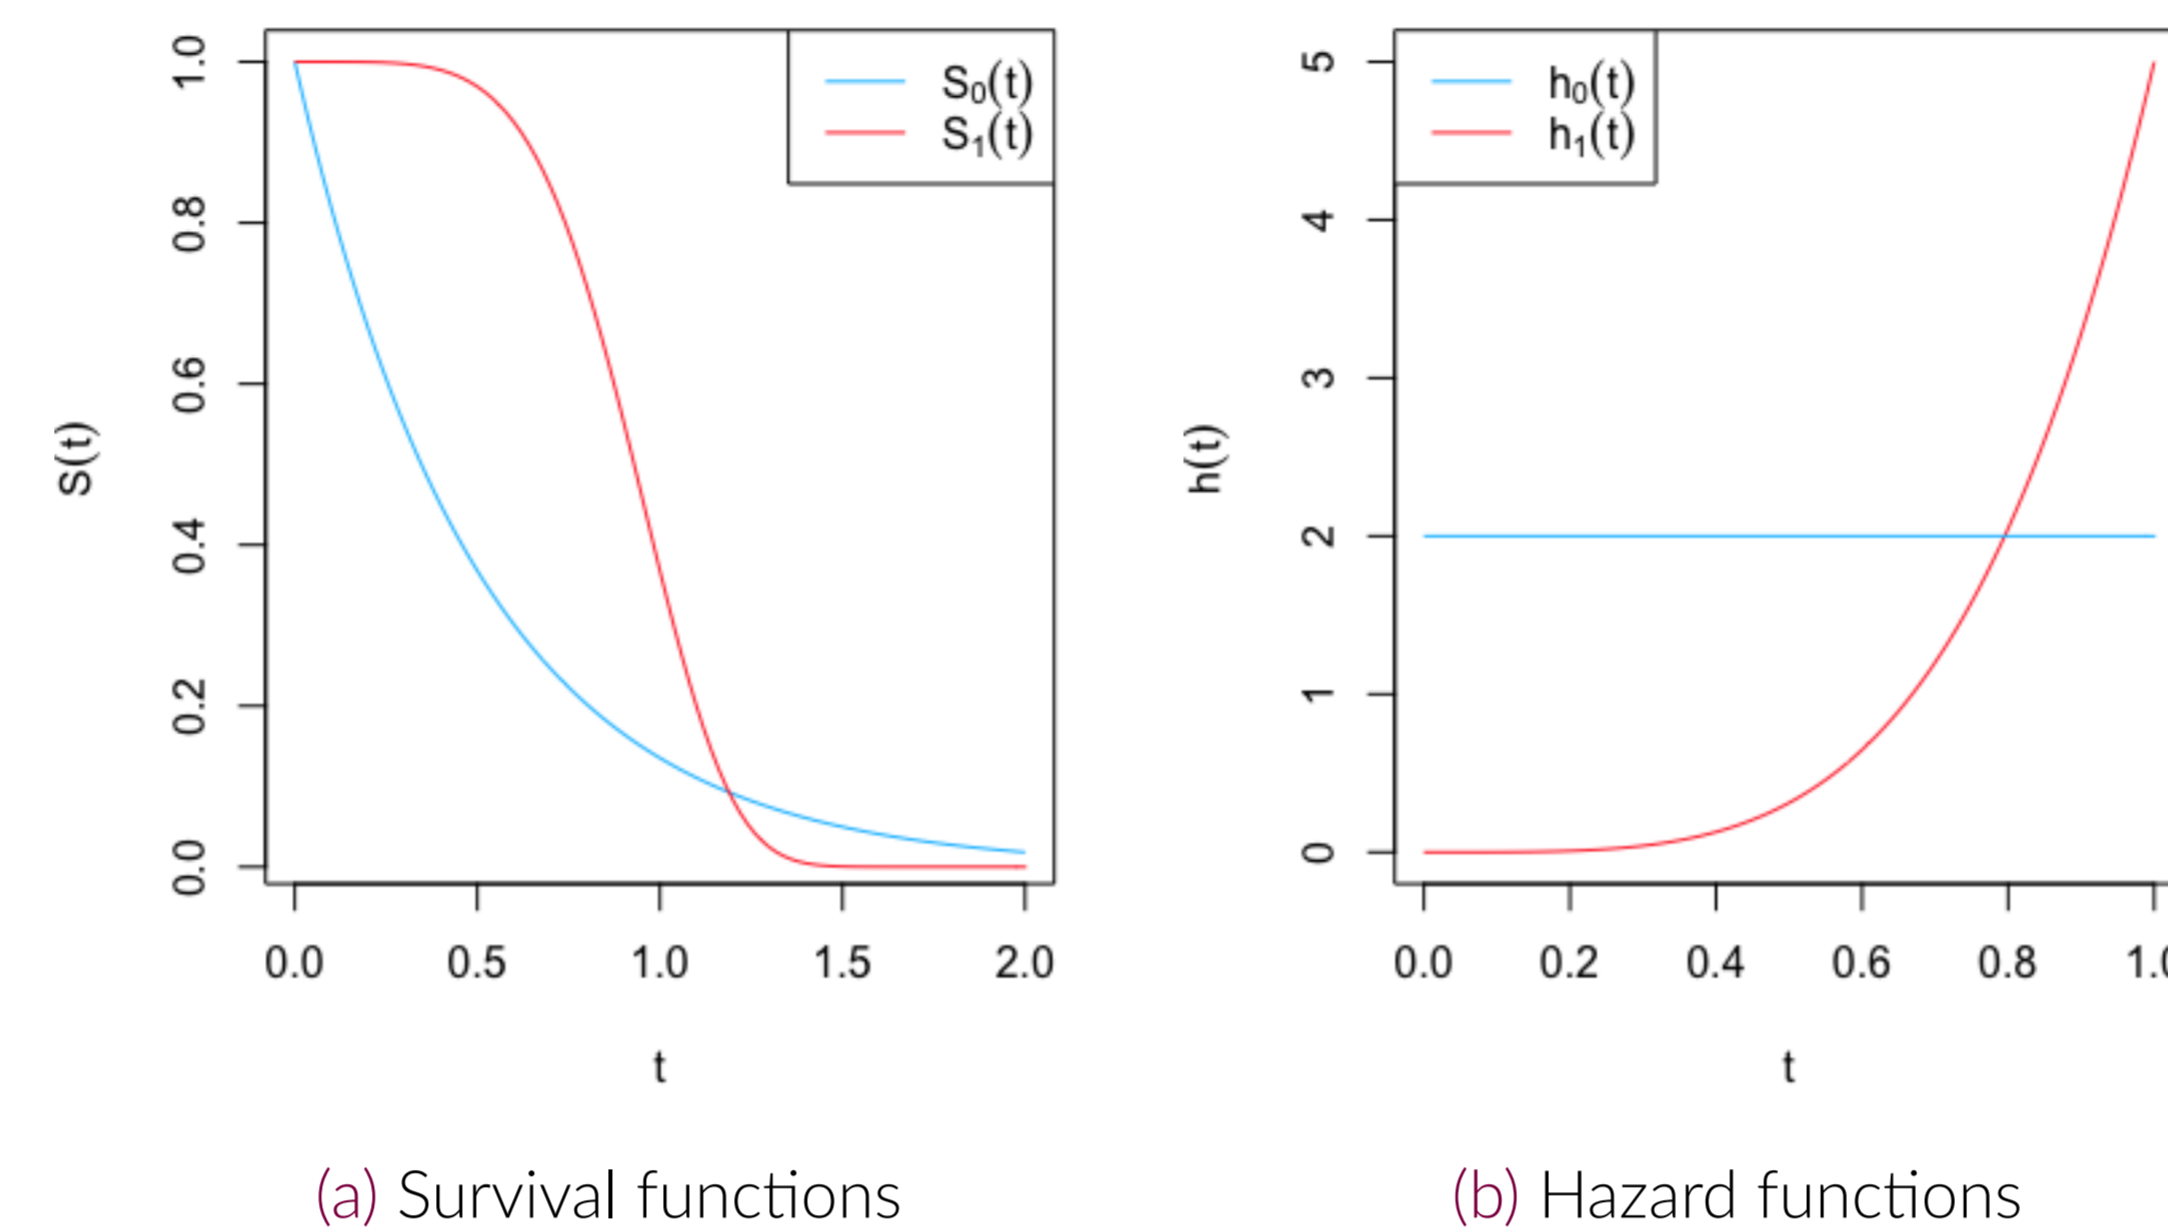 S₀(t)
S₁(t)
S(t)
1.0
0.8
0.6
0.4
0.2
0.0
0.0 0.5 1.0 1.5 2.0
t
(a) Survival functions
h₀(t)
h₁(t)
h(t)
5
4
3
2
1
0
0.0 0.2 0.4 0.6 0.8 1.0
t
(b) Hazard functions